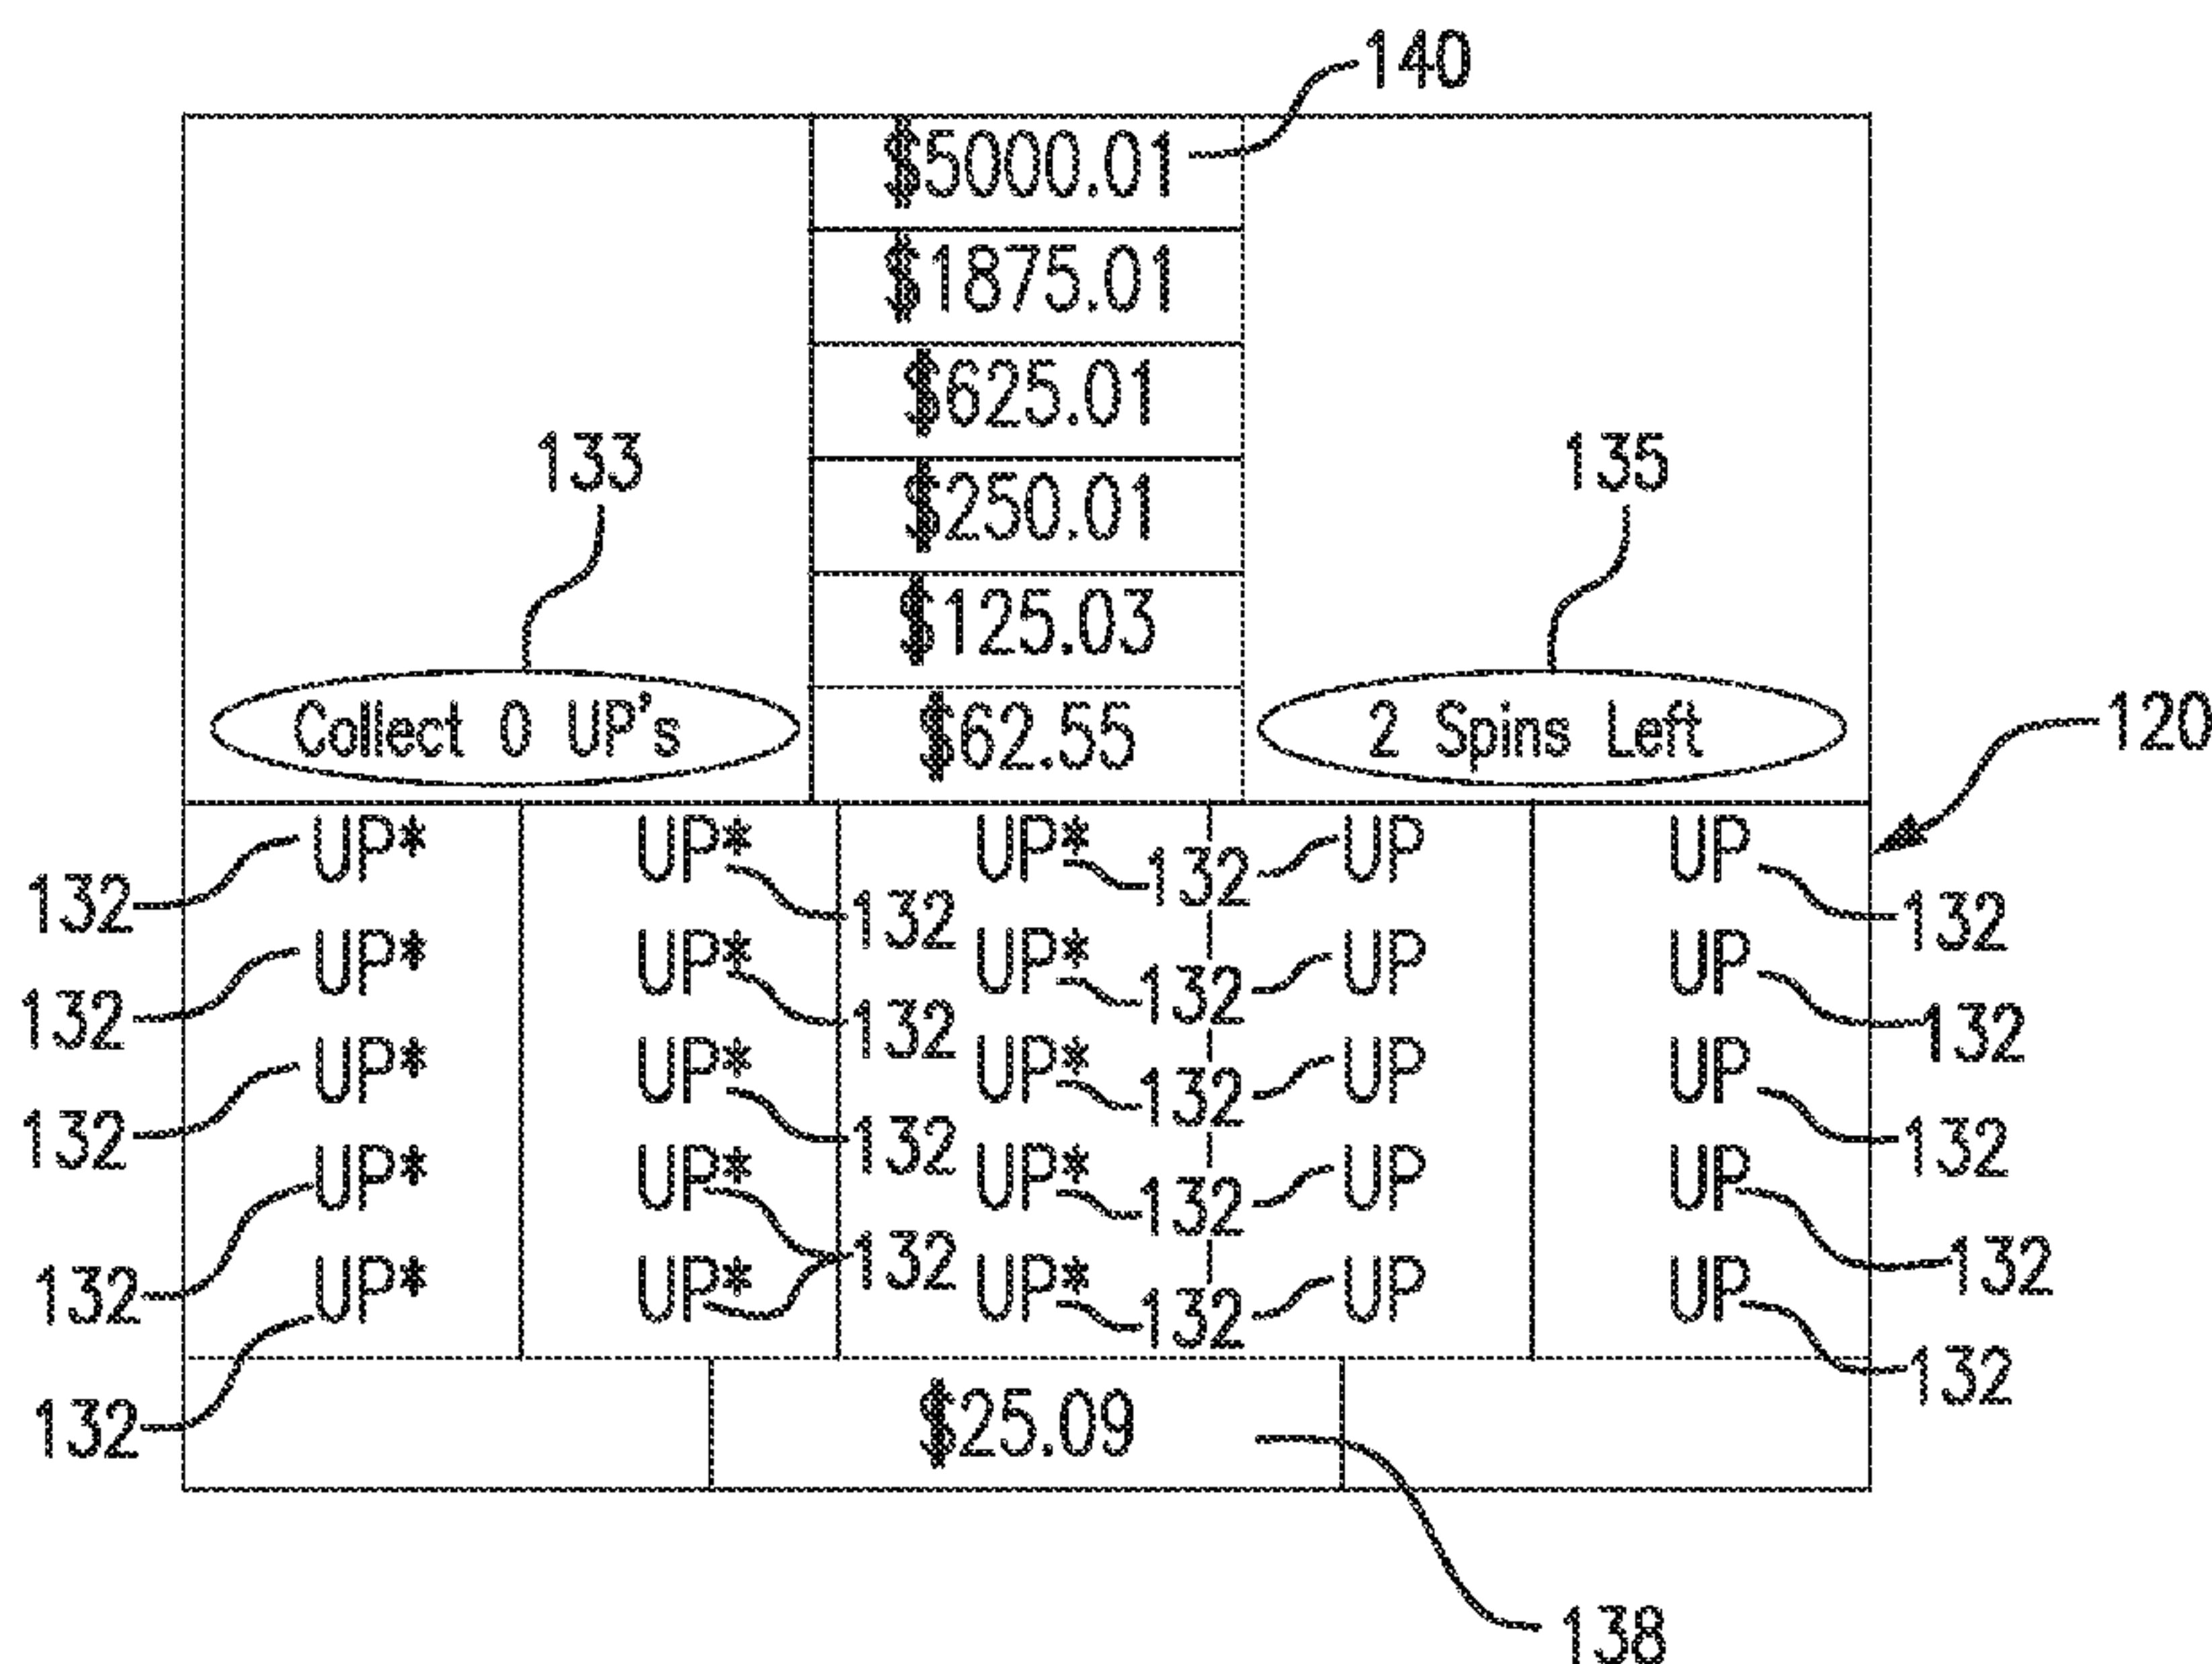 140
$5000.01
$1875.01
$625.01
133 $250.01 135
$125.03
Collect 0 UP's $62.55 2 Spins Left 120
UP* UP* UP* 132 UP UP
132 132 132
UP* UP* UP* 132 UP UP
132 132 132
UP* UP* UP* 132 UP UP
132 132 132
UP* UP* UP* 132 UP UP
132 132 132
UP* UP* UP* 132 UP UP
132 132
$25.09
138